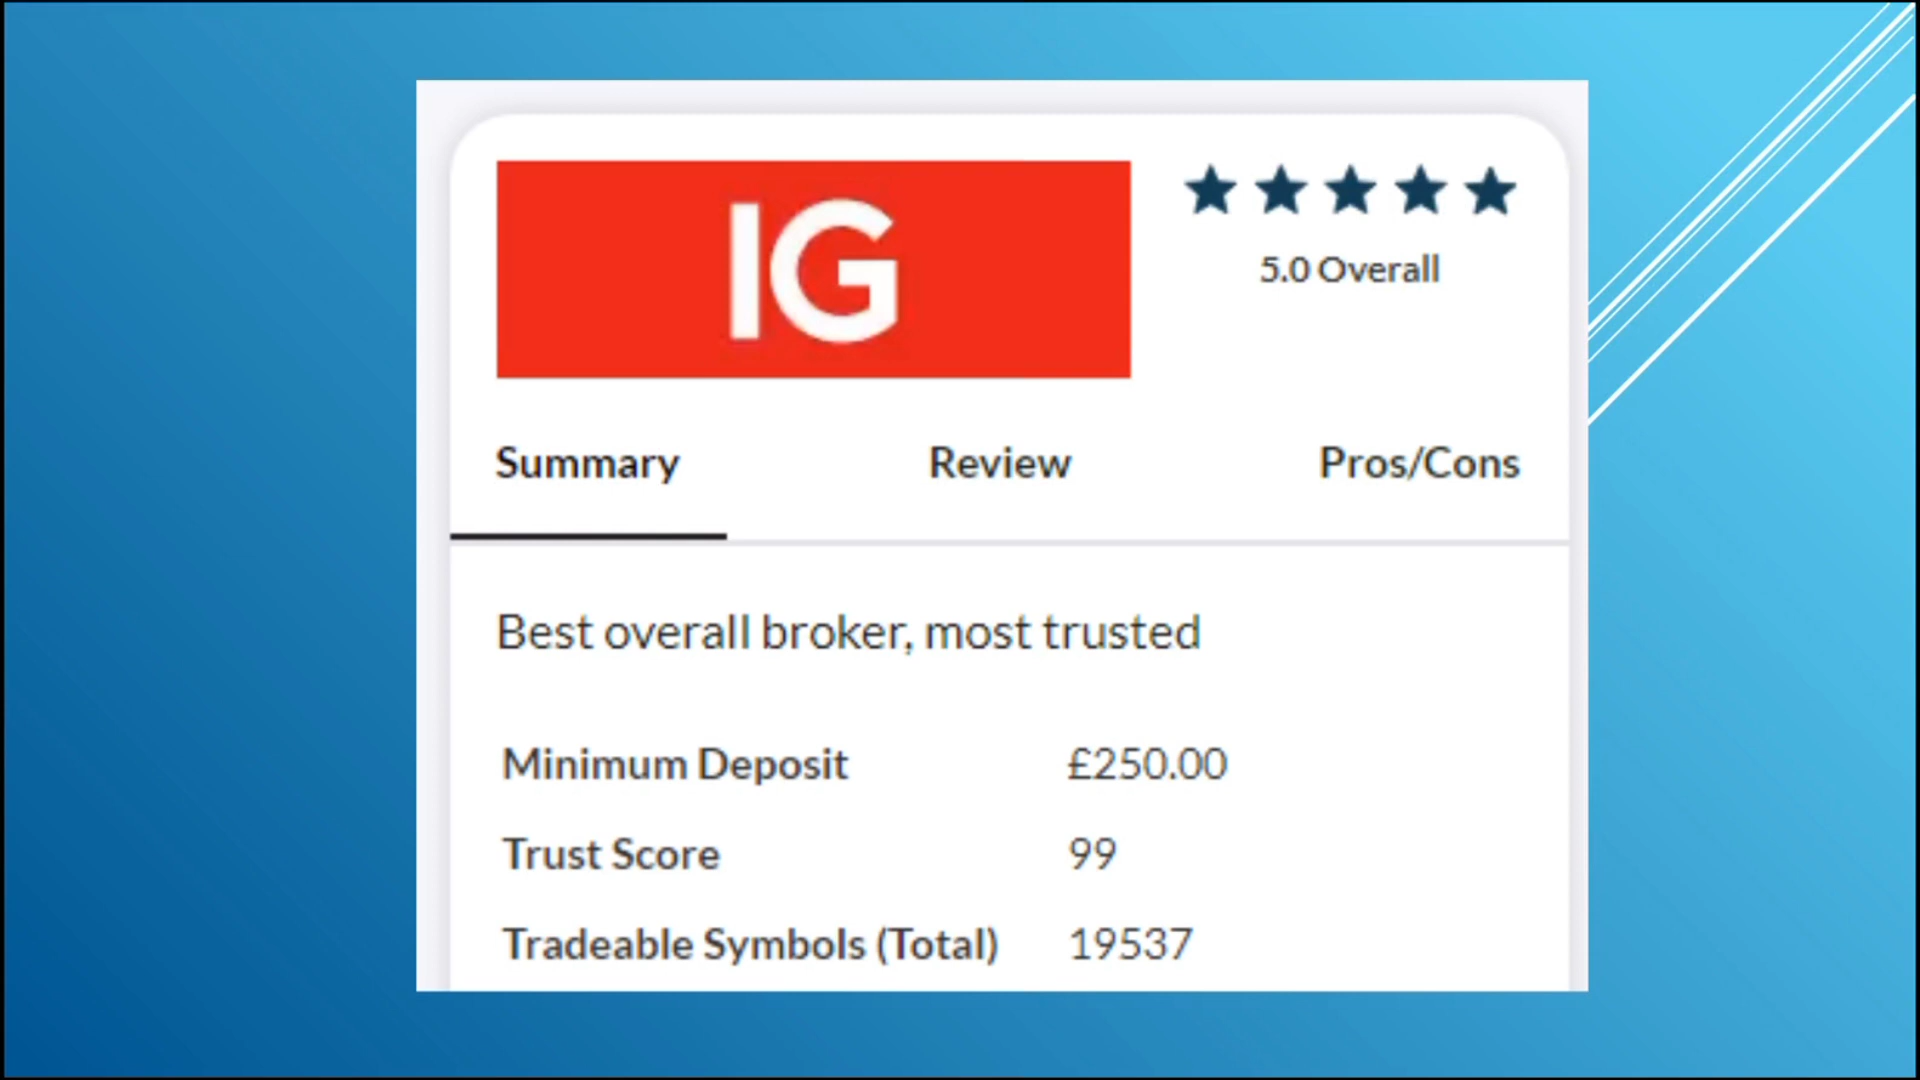 IG
5.0 Overall
Summary Review Pros/Cons
Best overall broker, most trusted
Minimum Deposit £250.00
Trust Score 99
Tradeable Symbols (Total) 19537